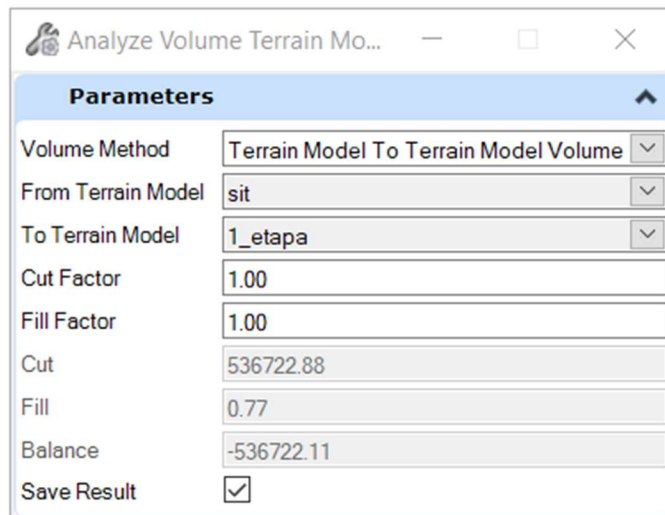 Analyze Volume Terrain Mo...
Parameters
Volume Method Terrain Model To Terrain Model Volume
From Terrain Model sit
To Terrain Model 1_etapa
Cut Factor 1.00
Fill Factor 1.00
Cut 536722.88
Fill 0.77
Balance -536722.11
Save Result